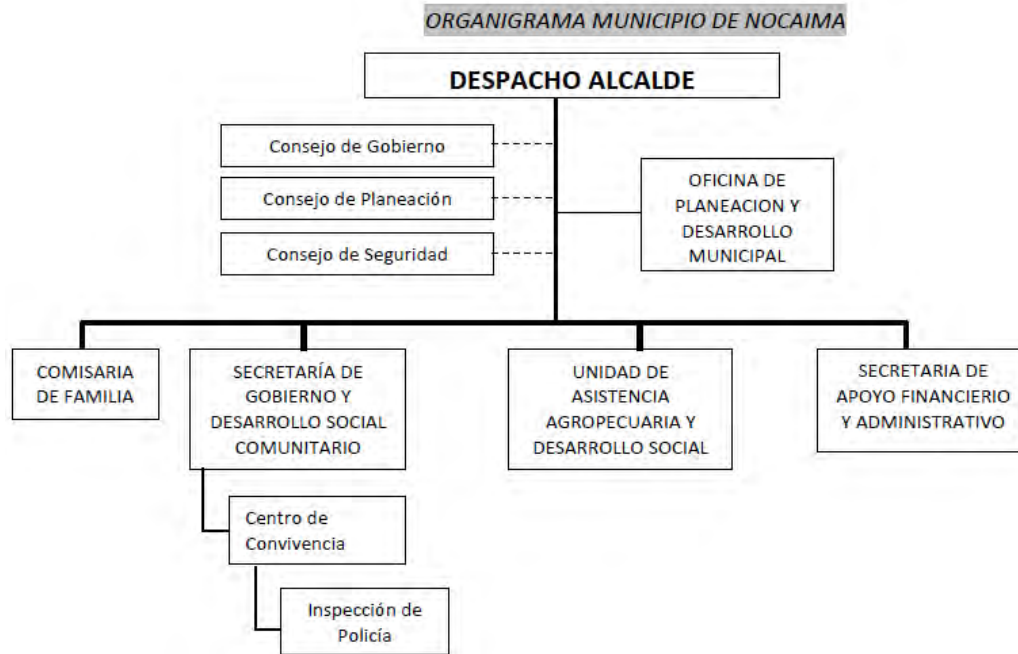 ORGANIGRAMA MUNICIPIO DE NOCAIMA
DESPACHO ALCALDE
Consejo de Gobierno
Consejo de Planeación
Consejo de Seguridad
OFICINA DE
PLANEACION Y
DESARROLLO
MUNICIPAL
COMISARIA
DE FAMILIA
SECRETARÍA DE
GOBIERNO Y
DESARROLLO SOCIAL
COMUNITARIO
UNIDAD DE
ASISTENCIA
AGROPECUARIA Y
DESARROLLO SOCIAL
SECRETARIA DE
APOYO FINANCIERIO
Y ADMINISTRATIVO
Centro de
Convivencia
Inspección de
Policía